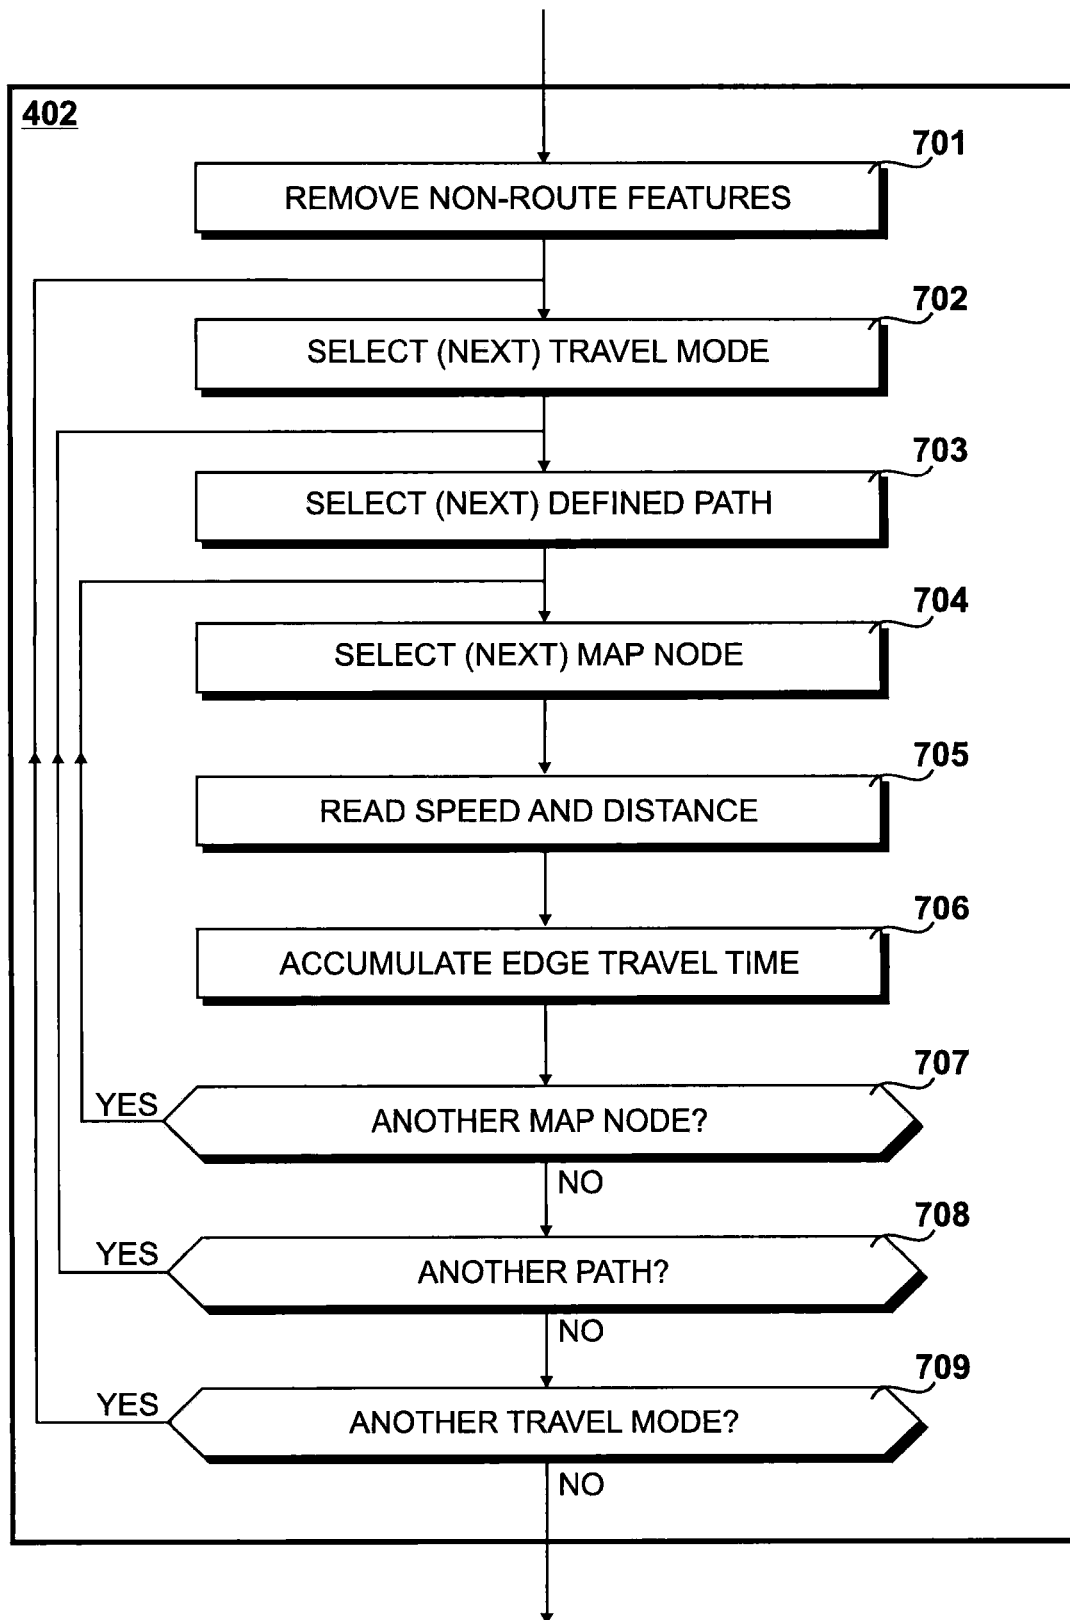 402
701
REMOVE NON-ROUTE FEATURES
702
SELECT (NEXT) TRAVEL MODE
703
SELECT (NEXT) DEFINED PATH
704
SELECT (NEXT) MAP NODE
705
READ SPEED AND DISTANCE
706
ACCUMULATE EDGE TRAVEL TIME
707
YES
ANOTHER MAP NODE?
NO
708
YES
ANOTHER PATH?
NO
709
YES
ANOTHER TRAVEL MODE?
NO